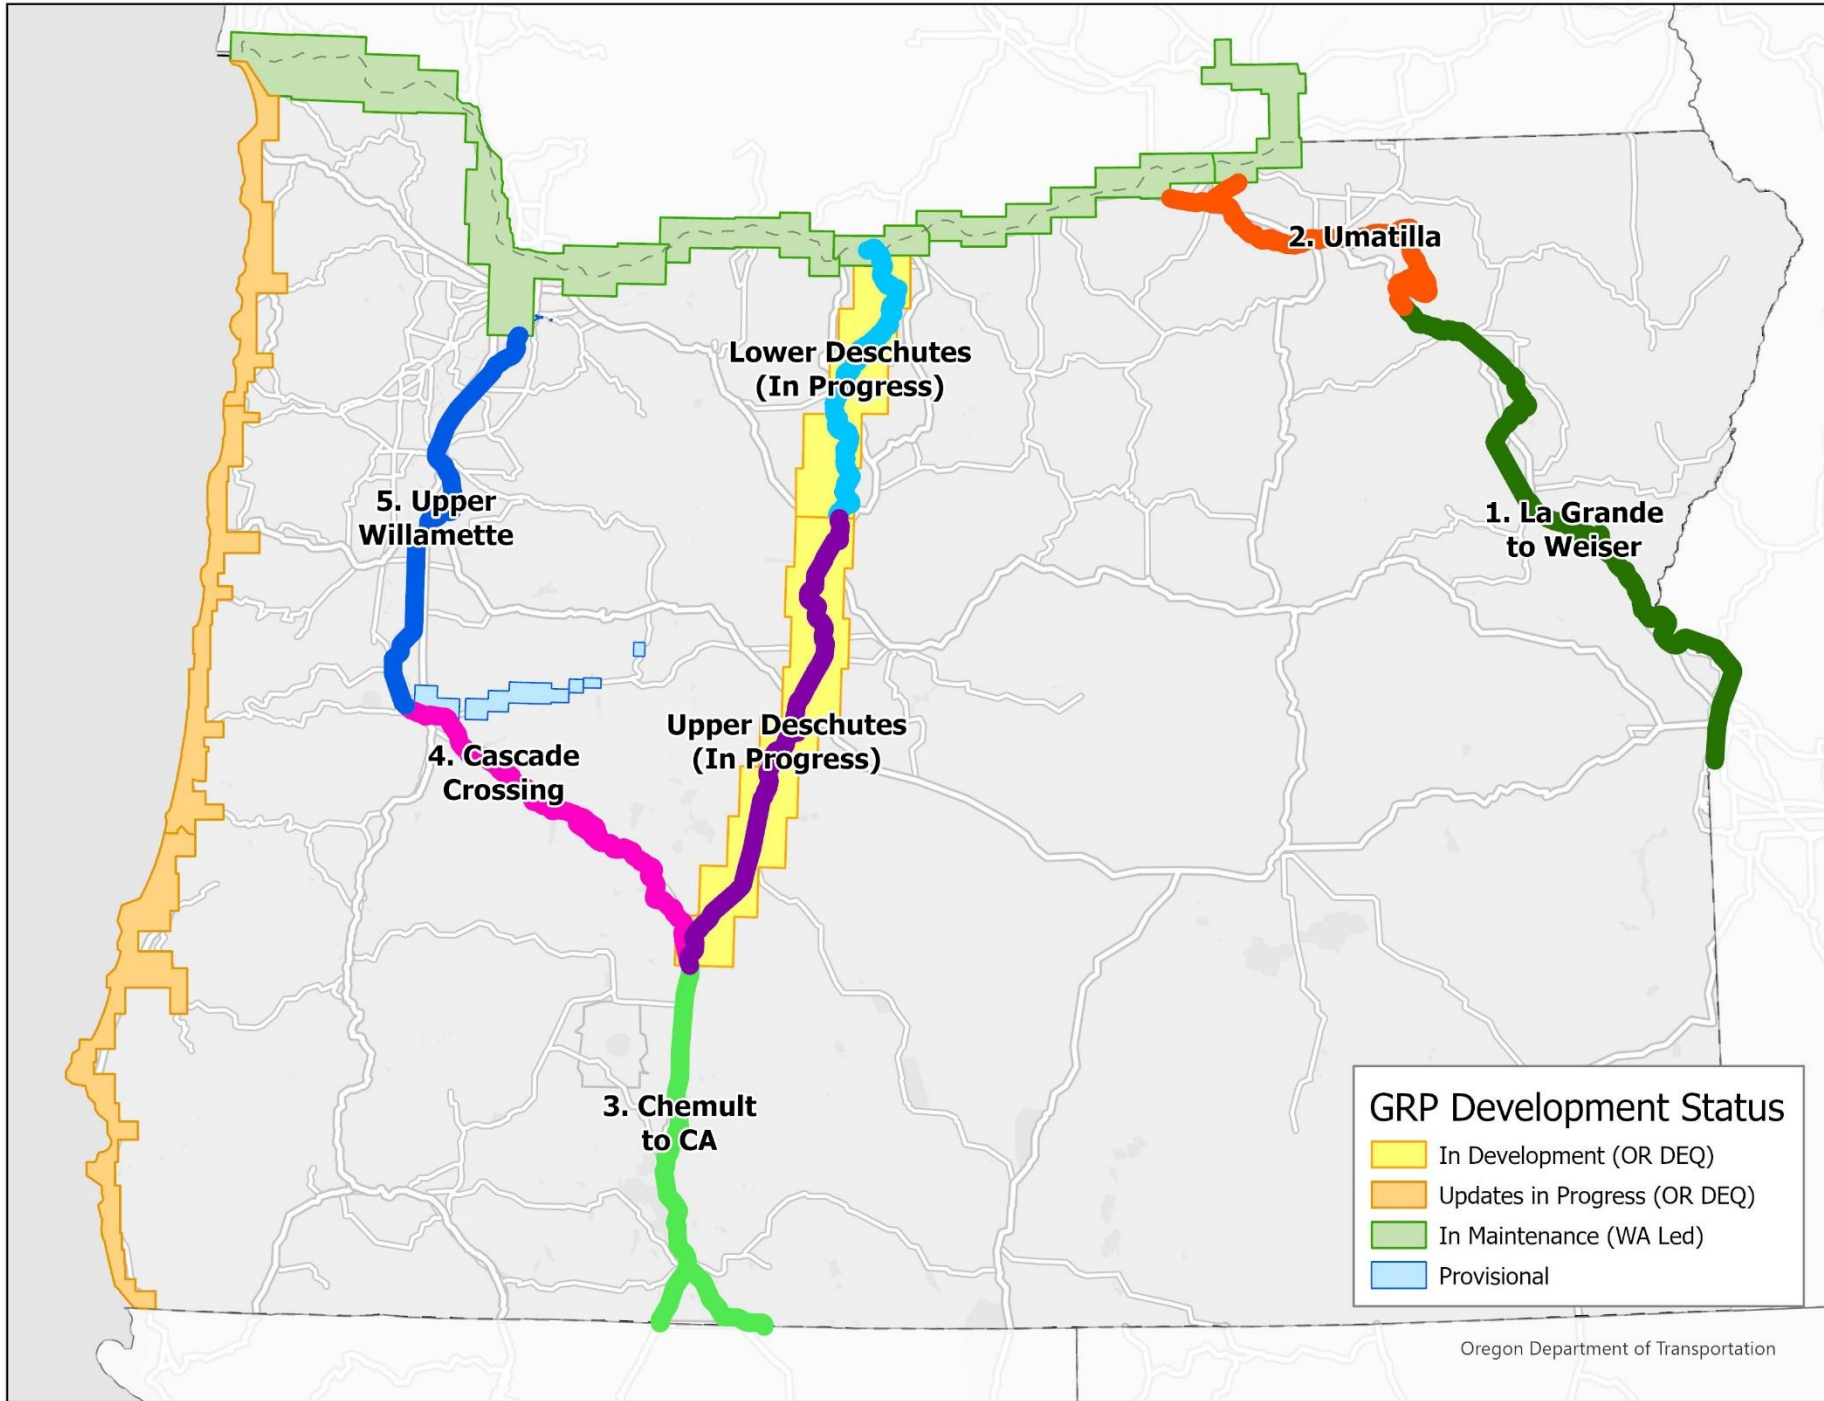 2. Umatilla
Lower Deschutes
(In Progress)
5. Upper
Willamette
1. La Grande
to Weiser
Upper Deschutes
(In Progress)
4. Cascade
Crossing
3. Chemult
to CA
GRP Development Status
In Development (OR DEQ)
Updates in Progress (OR DEQ)
In Maintenance (WA Led)
Provisional
Oregon Department of Transportation